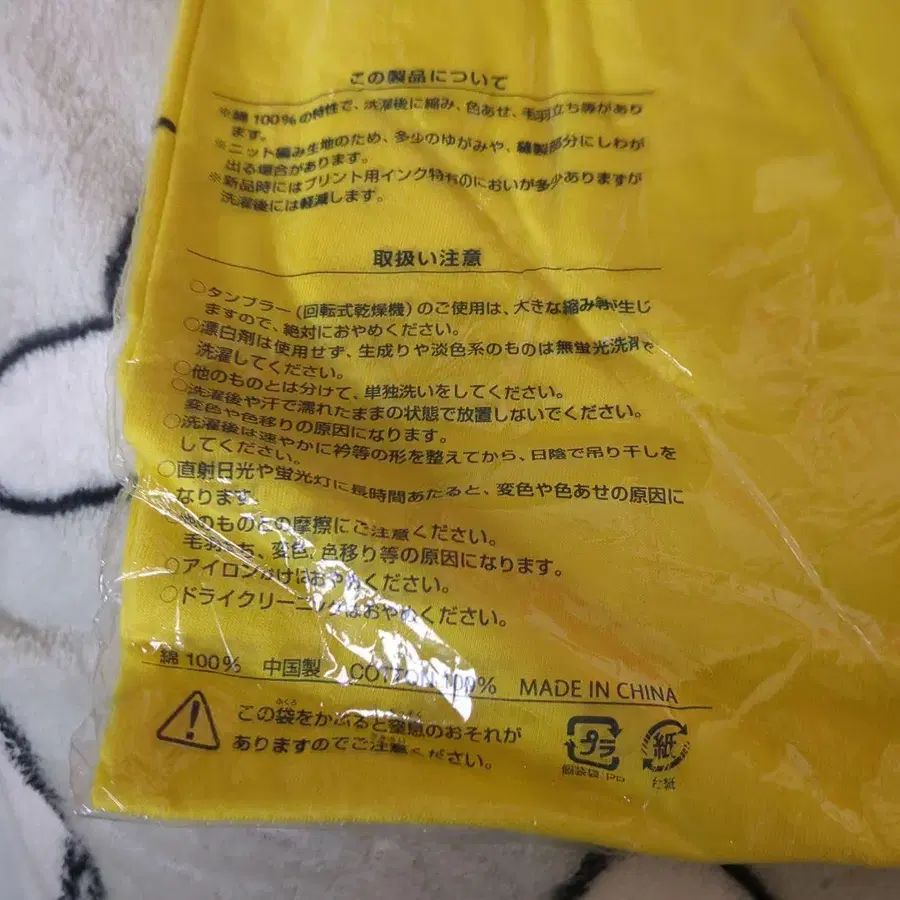 この製品について
※綿100%の特性で、洗濯後に縮み、色あせ、毛羽立ち等があり
ます。
※ニット編み生地のため、多少のゆがみや、縫製部分にしわが
出る場合があります。
※新品時にはプリント用インク特有のにおいが多少ありますが
洗濯後には軽減します。
取扱い注意
○タンブラー(回転式乾燥機)のご使用は、大きな縮み等が生じ
ますので、絶対におやめください。
○漂白剤は使用せず、生成りや淡色系のものは無蛍光洗剤で
洗濯してください。
○他のものとは分けて、単独洗いをしてください。
○洗濯後や汗で濡れたままの状態で放置しないでください。
変色や色移りの原因になります。
○洗濯後は速やかに衿等の形を整えてから、日陰で吊り干しを
してください。
○直射日光や蛍光灯に長時間あたると、変色や色あせの原因に
なります。
他のものとの摩擦にご注意ください。
毛羽立ち、変色、色移り等の原因になります。
○アイロンがけはおやめください。
○ドライクリーニングはおやめください。
綿100% 中国製 COTTON 100% MADE IN CHINA
この袋をかぶると窒息のおそれが
ありますのでご注意ください。
プラ
紙
個装袋:PP
台紙